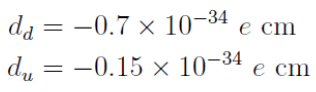 d_d = −0.7 × 10^{−34} e cm
d_u = −0.15 × 10^{−34} e cm